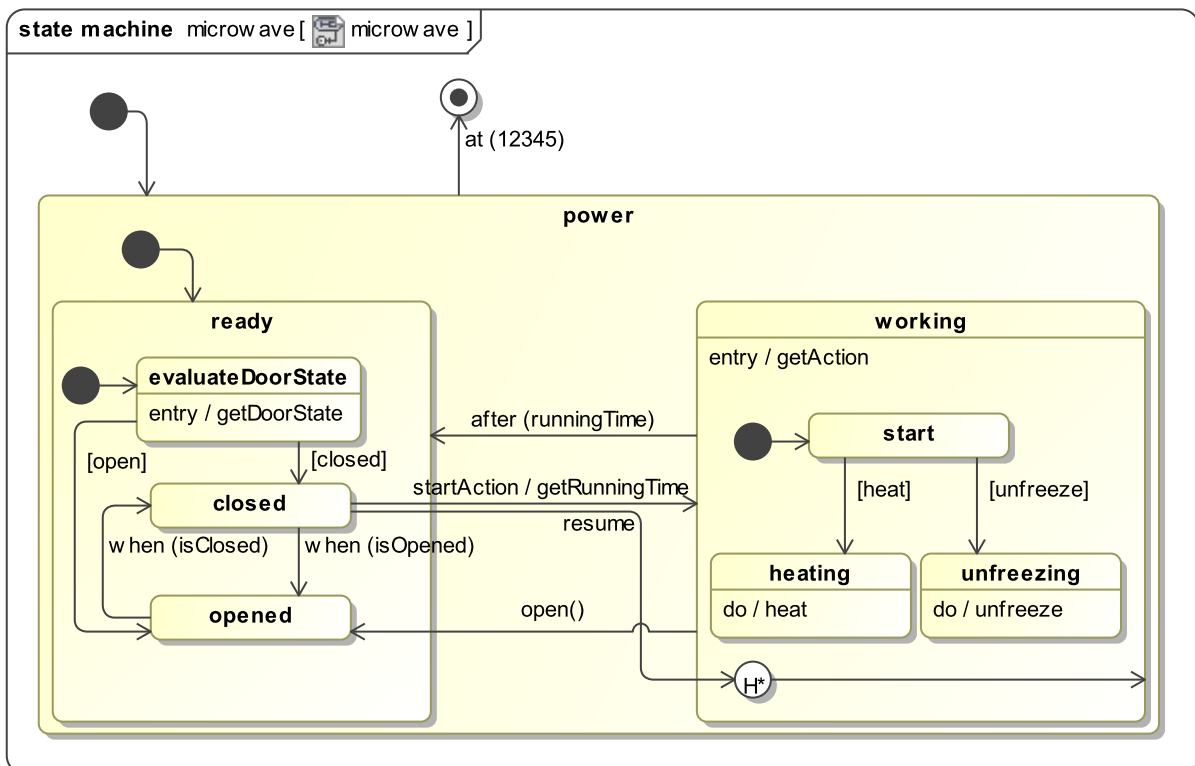 state machine microwave [ microwave ]
at (12345)
power
ready
working
evaluateDoorState
entry / getDoorState
entry / getAction
after (runningTime)
start
[open]
[closed]
startAction / getRunningTime
[heat]
[unfreeze]
closed
resume
when (isClosed)
when (isOpened)
heating
do / heat
unfreezing
do / unfreeze
opened
open()
H*